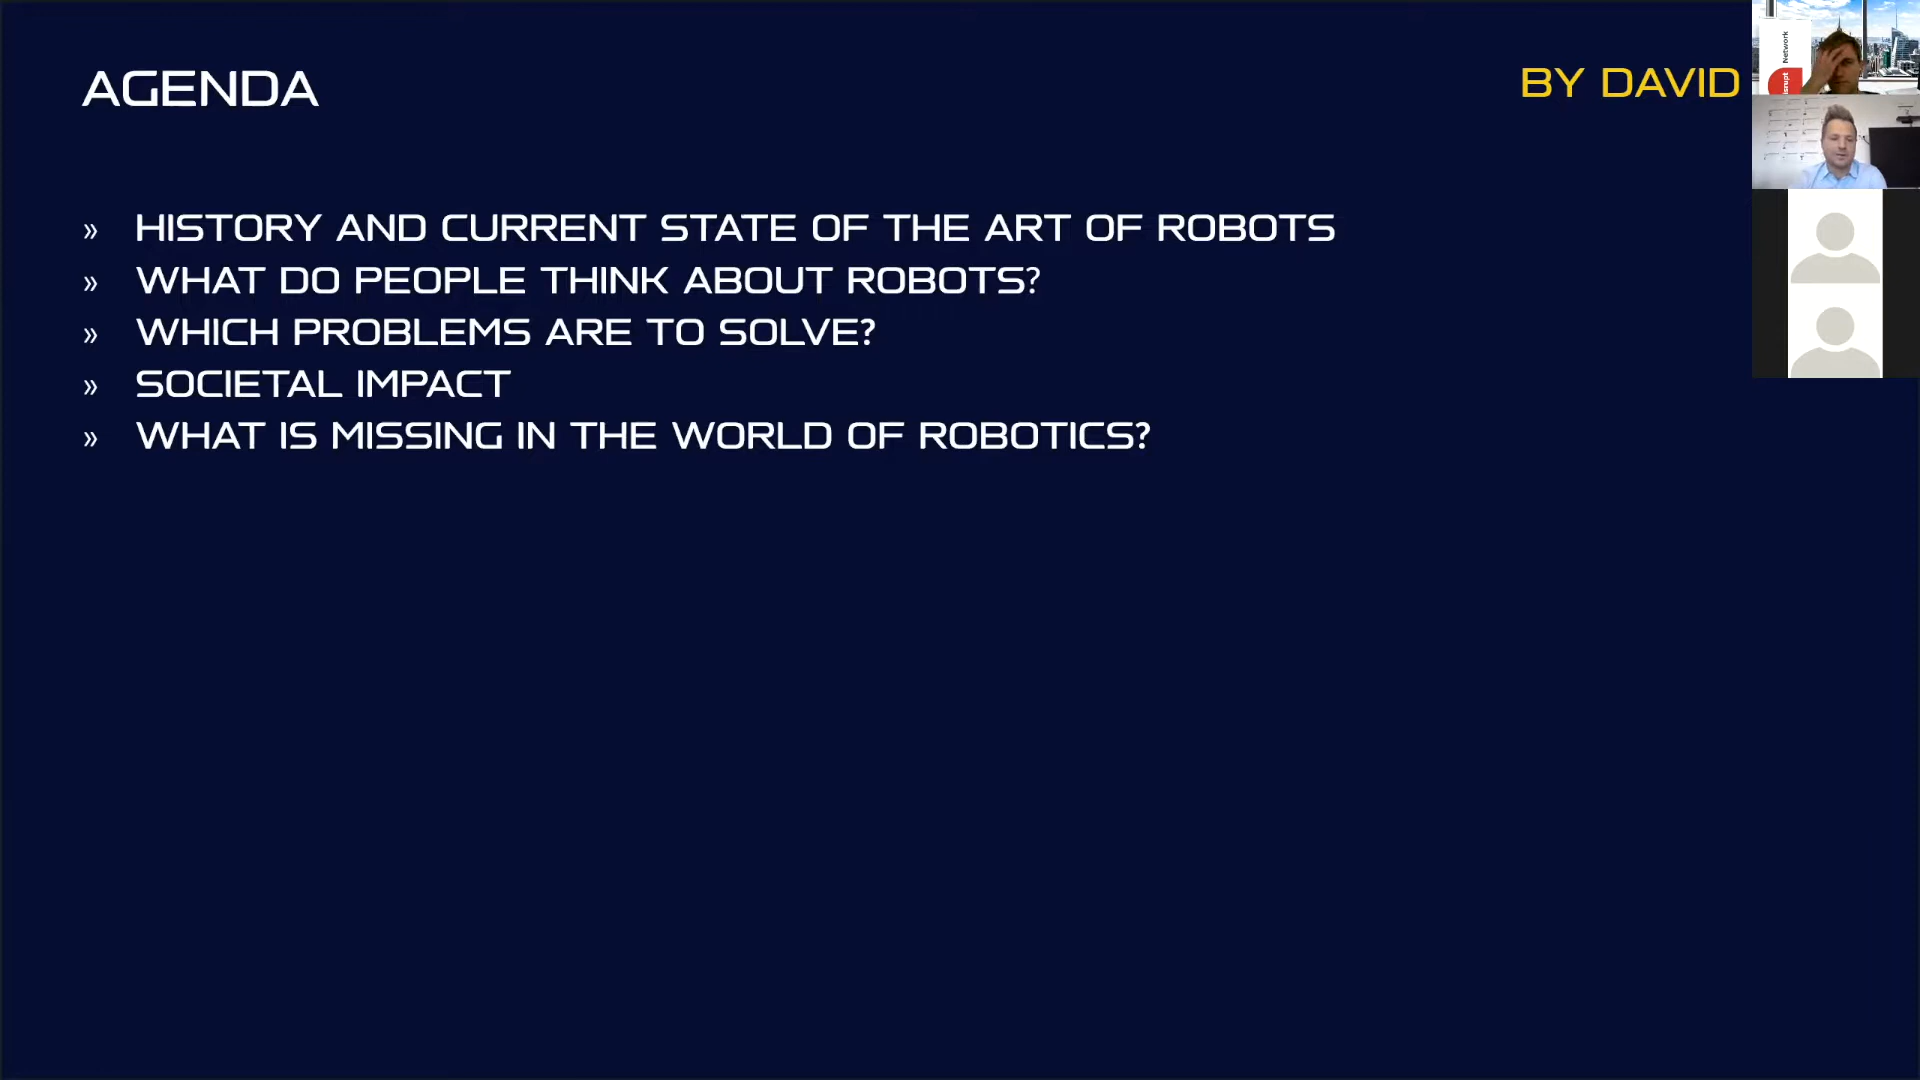 AGENDA
BY DAVID
» HISTORY AND CURRENT STATE OF THE ART OF ROBOTS
» WHAT DO PEOPLE THINK ABOUT ROBOTS?
» WHICH PROBLEMS ARE TO SOLVE?
» SOCIETAL IMPACT
» WHAT IS MISSING IN THE WORLD OF ROBOTICS?
Network